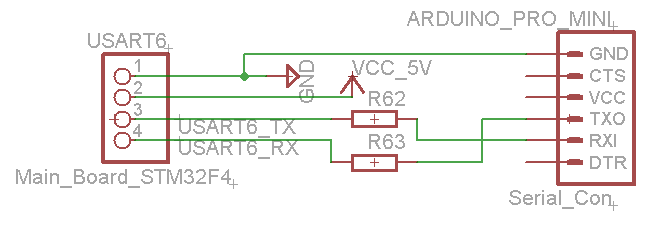 ARDUINO_PRO_MINI
USART6
1
2
3
4
GND
VCC_5V
R62
R63
USART6_TX
USART6_RX
GND
CTS
VCC
TXO
RXI
DTR
Main_Board_STM32F4
Serial_Con